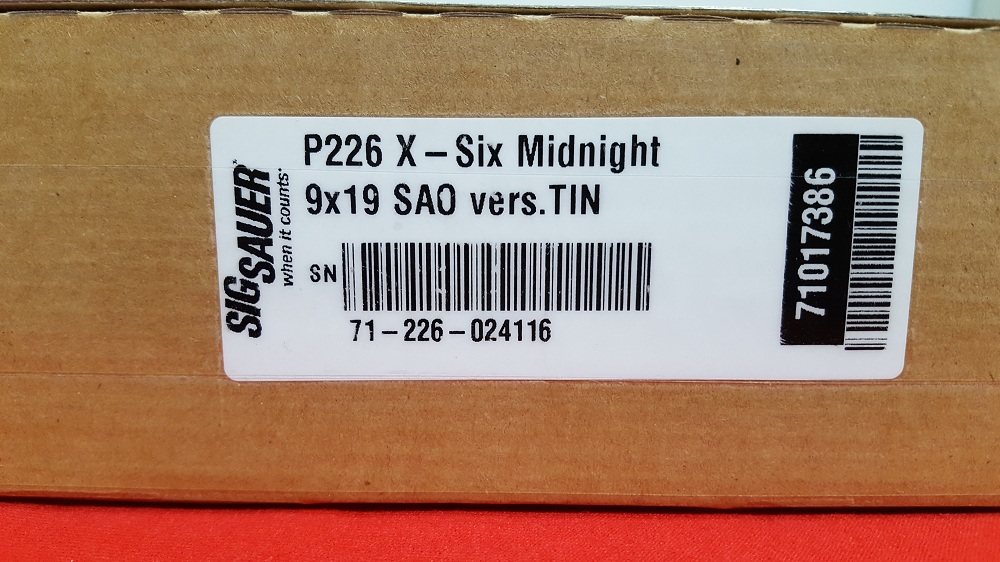 SIG SAUER
when it counts.
P226 X-Six Midnight
9x19 SAO vers.TIN
SN
71-226-024116
71017386